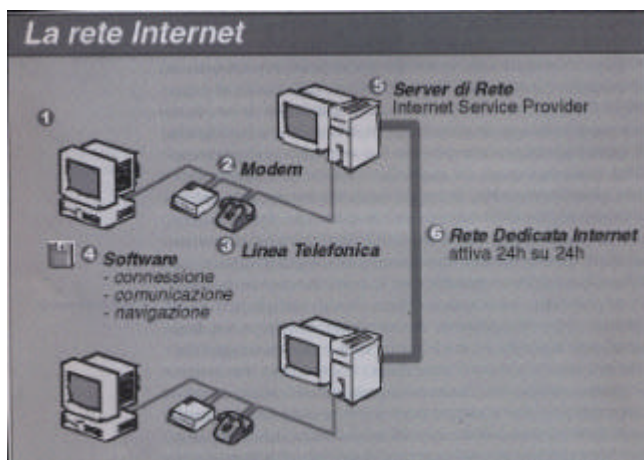 La rete Internet
1
2 Modem
3 Linea Telefonica
4 Software
- connessione
- comunicazione
- navigazione
5 Server di Rete
Internet Service Provider
6 Rete Dedicata Internet
attiva 24h su 24h